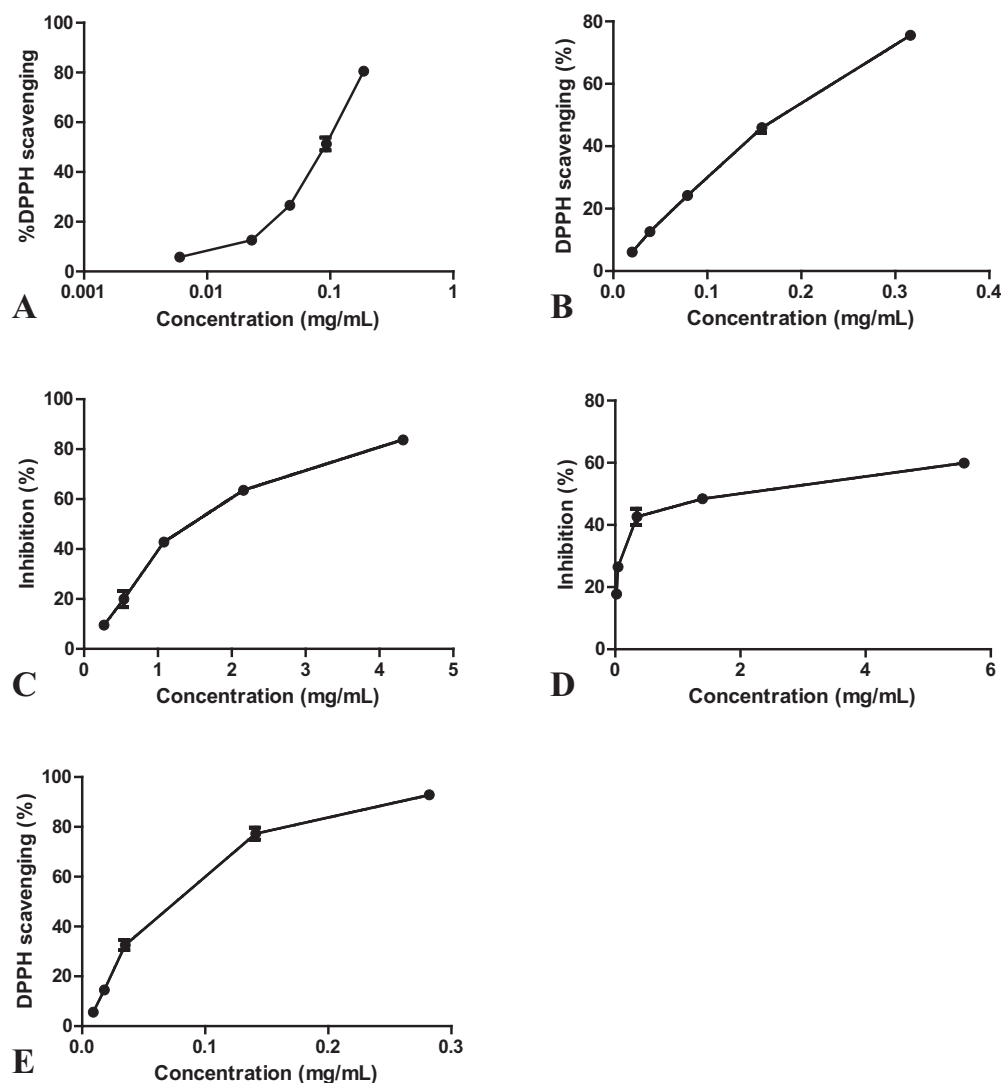 100
80
60
40
20
0
%DPPH scavenging
0.001 0.01 0.1 1
Concentration (mg/mL)
A
80
60
40
20
0
DPPH scavenging (%)
0.0 0.1 0.2 0.3 0.4
Concentration (mg/mL)
B
100
80
60
40
20
0
Inhibition (%)
0 1 2 3 4 5
Concentration (mg/mL)
C
80
60
40
20
0
Inhibition (%)
0 2 4 6
Concentration (mg/mL)
D
100
80
60
40
20
0
DPPH scavenging (%)
0.0 0.1 0.2 0.3
Concentration (mg/mL)
E